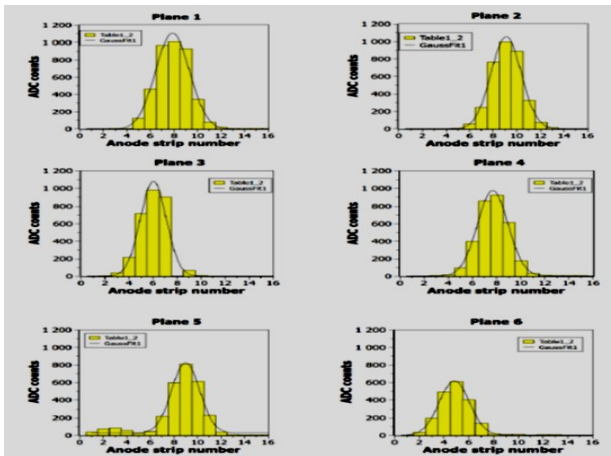 Plane 1
1 200
1 000
800
600
400
200
0
ADC counts
Table1_2
GaussFit1
0 2 4 6 8 10 12 14 16
Anode strip number
Plane 2
1 200
1 000
800
600
400
200
0
ADC counts
Table1_2
GaussFit1
0 2 4 6 8 10 12 14 16
Anode strip number
Plane 3
1 200
1 000
800
600
400
200
0
ADC counts
Table1_2
GaussFit1
0 2 4 6 8 10 12 14 16
Anode strip number
Plane 4
1 200
1 000
800
600
400
200
0
ADC counts
Table1_2
GaussFit1
0 2 4 6 8 10 12 14 16
Anode strip number
Plane 5
1 200
1 000
800
600
400
200
0
ADC counts
Table1_2
GaussFit1
0 2 4 6 8 10 12 14 16
Anode strip number
Plane 6
1 200
1 000
800
600
400
200
0
ADC counts
Table1_2
GaussFit1
0 2 4 6 8 10 12 14 16
Anode strip number